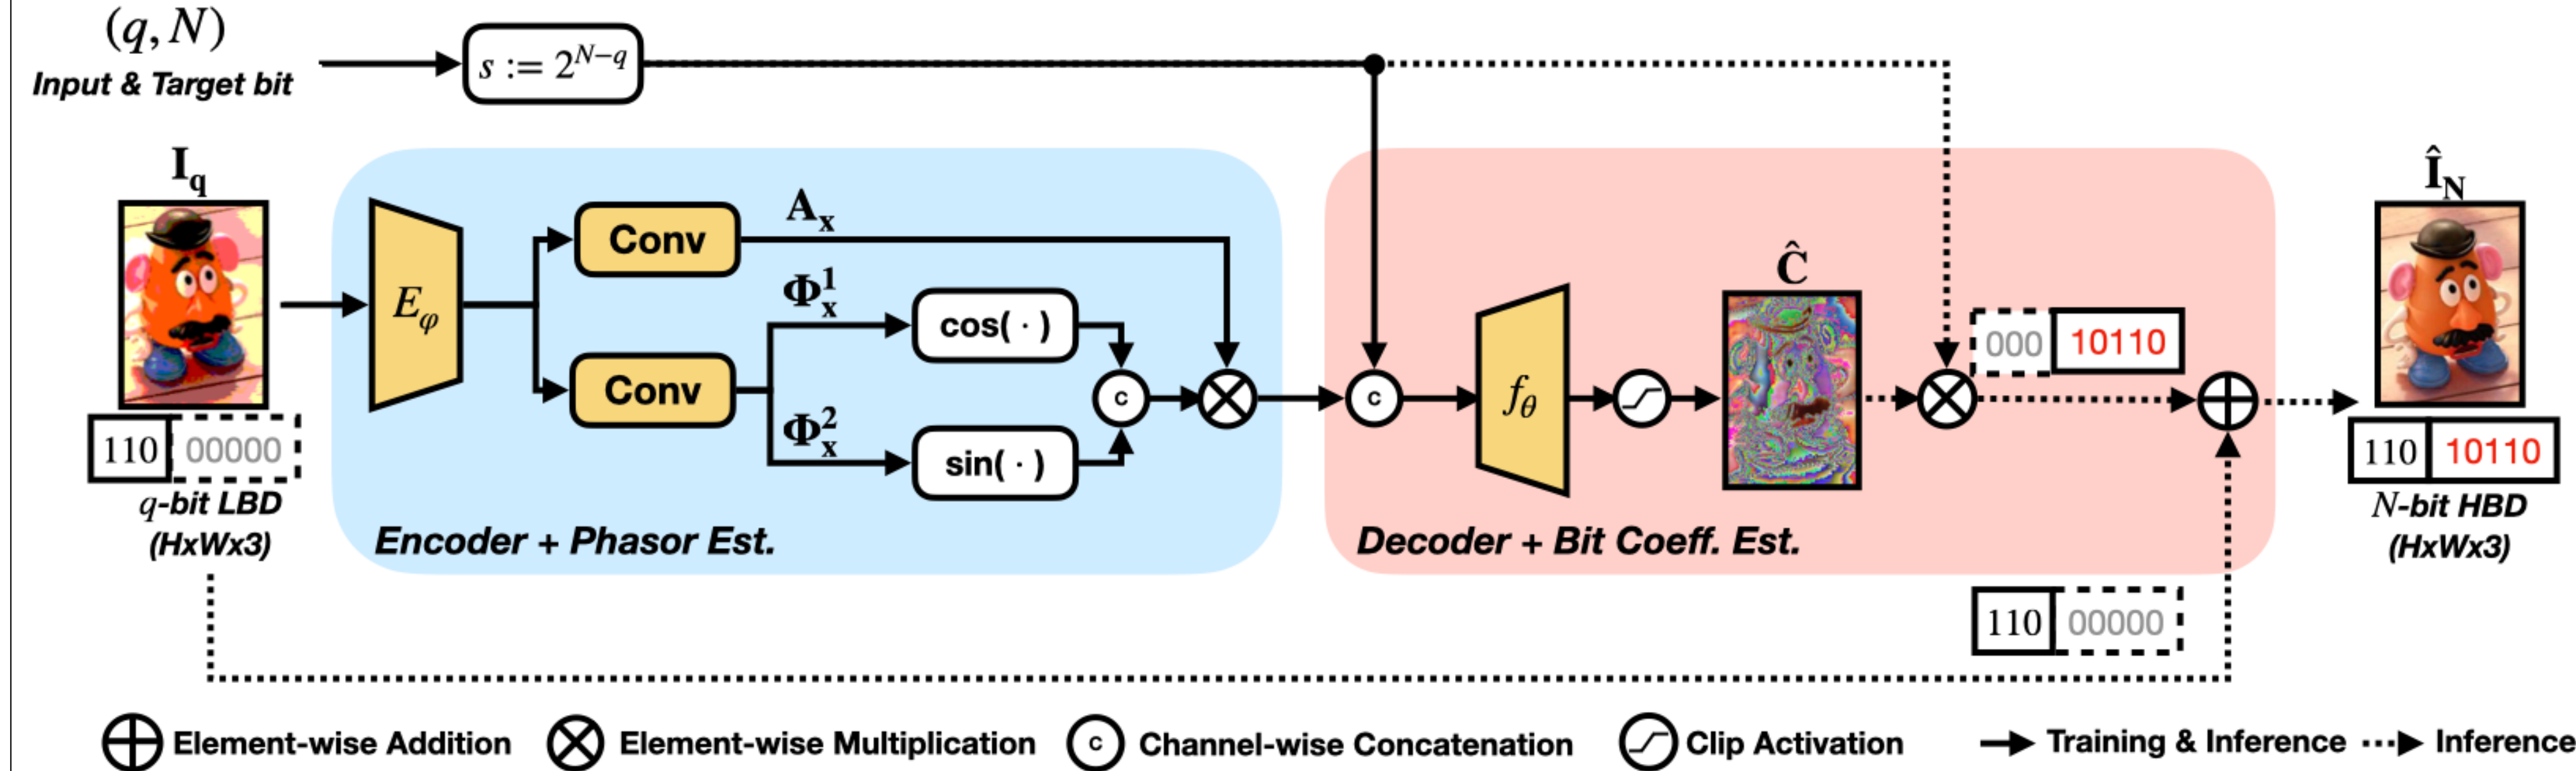 (q, N)
Input & Target bit
s := 2^{N−q}
I_q
110 00000
q-bit LBD
(HxWx3)
E_φ
Conv
Conv
A_x
Φ_x^1
Φ_x^2
cos( · )
sin( · )
c
Encoder + Phasor Est.
c
f_θ
Ĉ
000 10110
Decoder + Bit Coeff. Est.
110 00000
Î_N
110 10110
N-bit HBD
(HxWx3)
Element-wise Addition
Element-wise Multiplication
c Channel-wise Concatenation
Clip Activation
Training & Inference
Inference